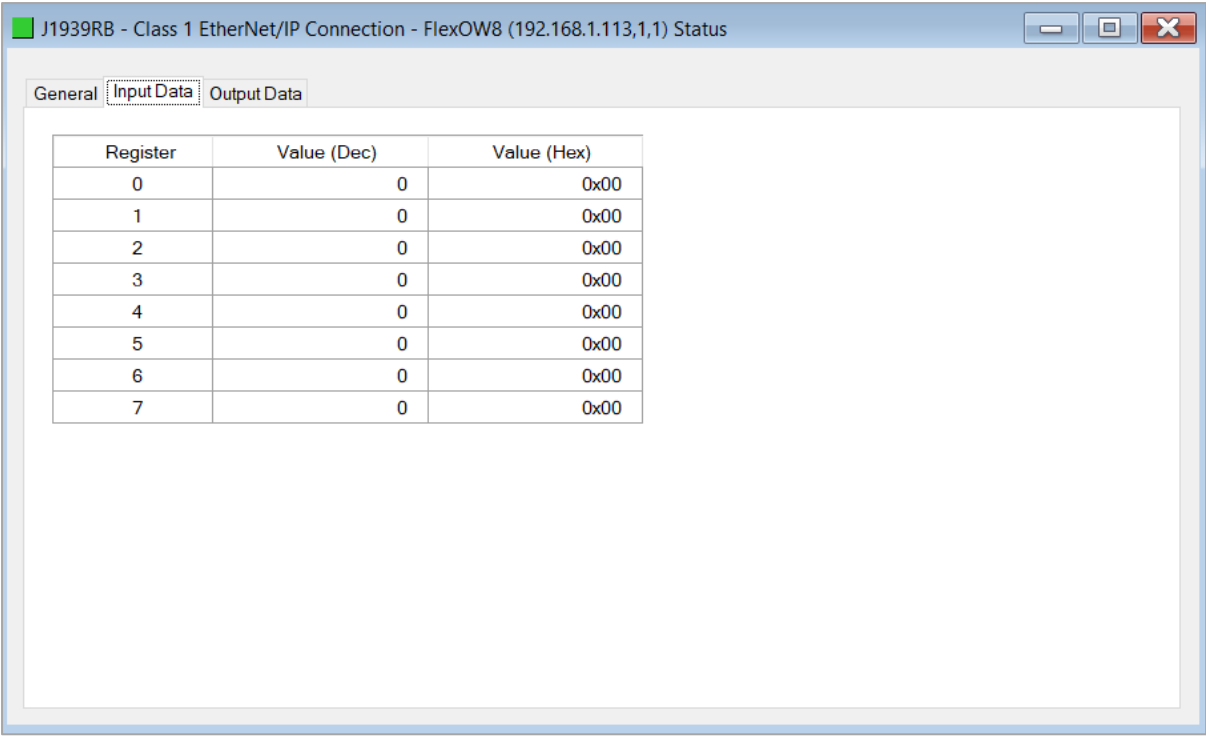 J1939RB - Class 1 EtherNet/IP Connection - FlexOW8 (192.168.1.113,1,1) Status
General Input Data Output Data
Register Value (Dec) Value (Hex)
0 0 0x00
1 0 0x00
2 0 0x00
3 0 0x00
4 0 0x00
5 0 0x00
6 0 0x00
7 0 0x00